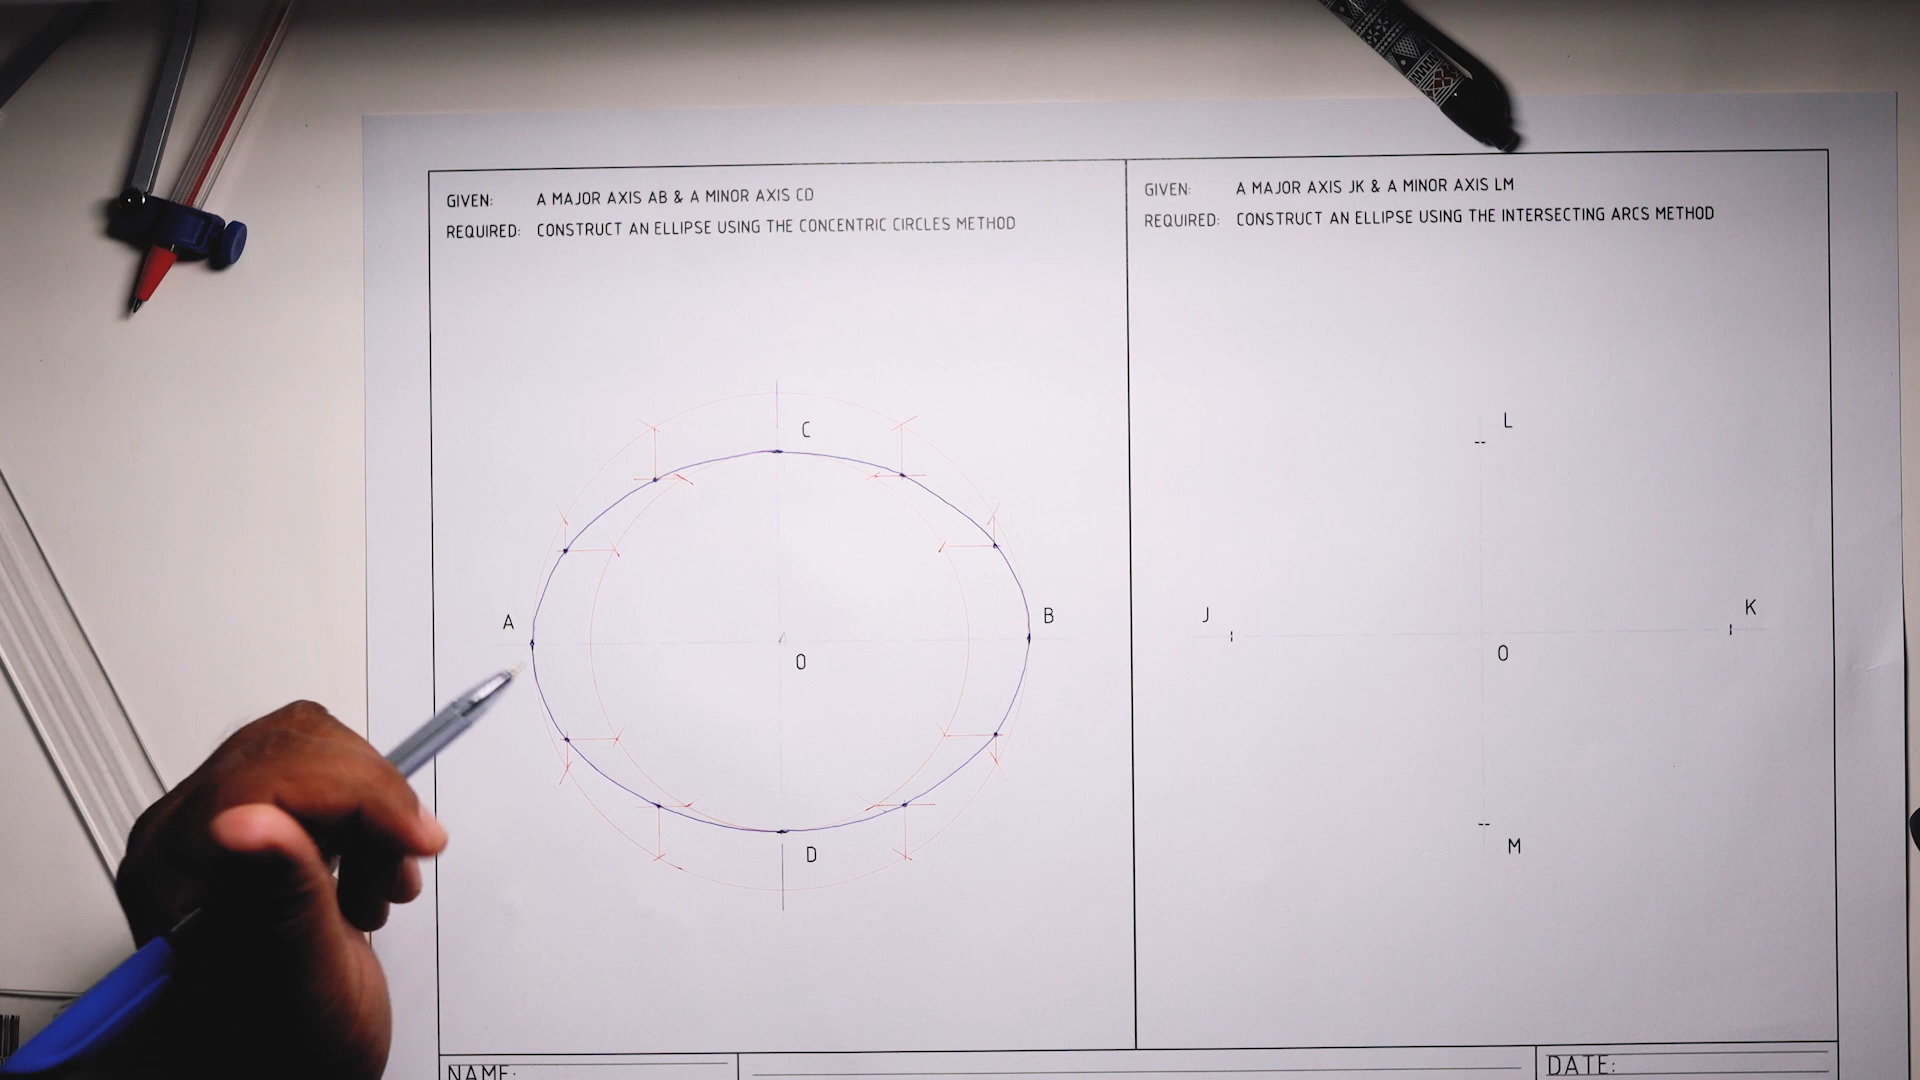 GIVEN: A MAJOR AXIS AB & A MINOR AXIS CD
REQUIRED: CONSTRUCT AN ELLIPSE USING THE CONCENTRIC CIRCLES METHOD
C
A
B
O
D
GIVEN: A MAJOR AXIS JK & A MINOR AXIS LM
REQUIRED: CONSTRUCT AN ELLIPSE USING THE INTERSECTING ARCS METHOD
L
J
K
O
M
NAME:
DATE: